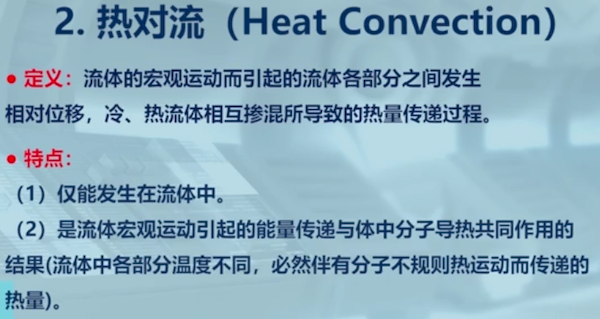 2. 热对流（Heat Convection）
● 定义：流体的宏观运动而引起的流体各部分之间发生
相对位移，冷、热流体相互掺混所导致的热量传递过程。
● 特点：
（1）仅能发生在流体中。
（2）是流体宏观运动引起的能量传递与体中分子导热共同作用的
结果(流体中各部分温度不同，必然伴有分子不规则热运动而传递的
热量)。